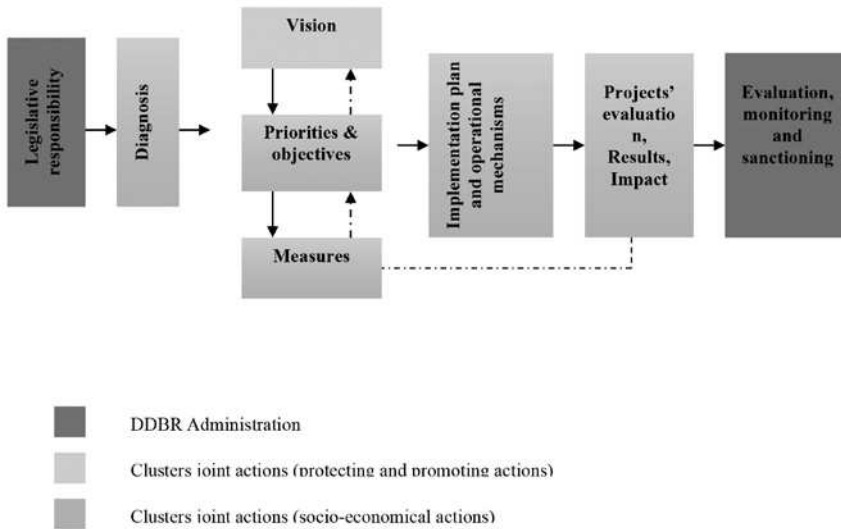 Legislative
responsibility
Diagnosis
Vision
Priorities &
objectives
Measures
Implementation plan
and operational
mechanisms
Projects'
evaluatio
n,
Results,
Impact
Evaluation,
monitoring
and
sanctioning
DDBR Administration
Clusters joint actions (protecting and promoting actions)
Clusters joint actions (socio-economical actions)